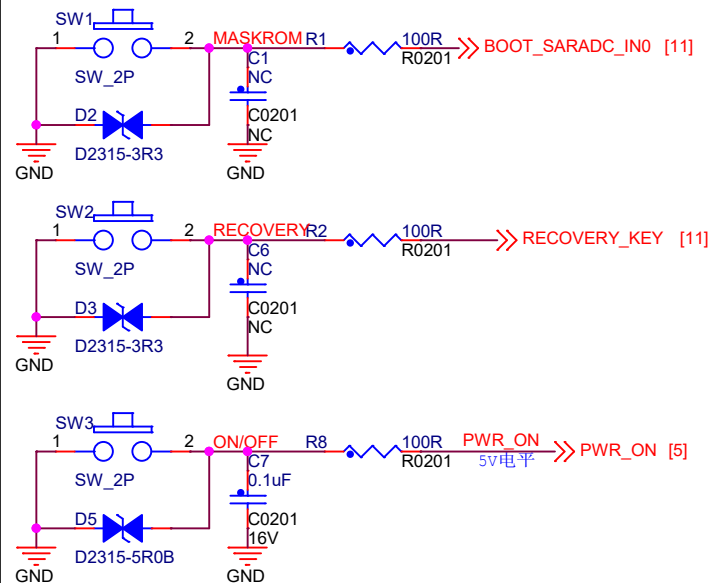 SW1
1 2 MASKROM R1 100R BOOT_SARADC_IN0 [11]
SW_2P C1 R0201
NC
D2 C0201
NC
D2315-3R3
GND GND
SW2
1 2 RECOVERY R2 100R RECOVERY_KEY [11]
SW_2P C6 R0201
NC
D3 C0201
NC
D2315-3R3
GND
GND
SW3
1 2 ON/OFF R8 100R PWR_ON PWR_ON [5]
SW_2P C7 R0201 5V电平
0.1uF
D5 C0201
16V
D2315-5R0B
GND GND